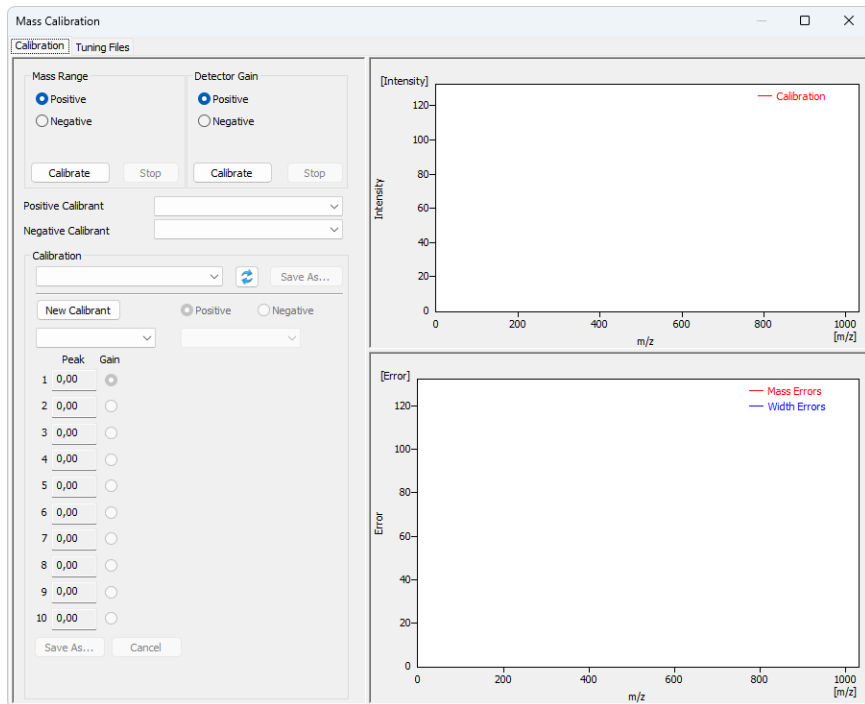 Mass Calibration
Calibration Tuning Files
Mass Range
Positive
Negative
Calibrate Stop
Detector Gain
Positive
Negative
Calibrate Stop
Positive Calibrant
Negative Calibrant
Calibration
Save As...
New Calibrant Positive Negative
Peak Gain
1 0,00
2 0,00
3 0,00
4 0,00
5 0,00
6 0,00
7 0,00
8 0,00
9 0,00
10 0,00
Save As... Cancel
[Intensity]
Calibration
120
100
80
60
40
20
0
Intensity
0 200 400 600 800 1000
m/z [m/z]
[Error]
Mass Errors
Width Errors
120
100
80
60
40
20
0
Error
0 200 400 600 800 1000
m/z [m/z]